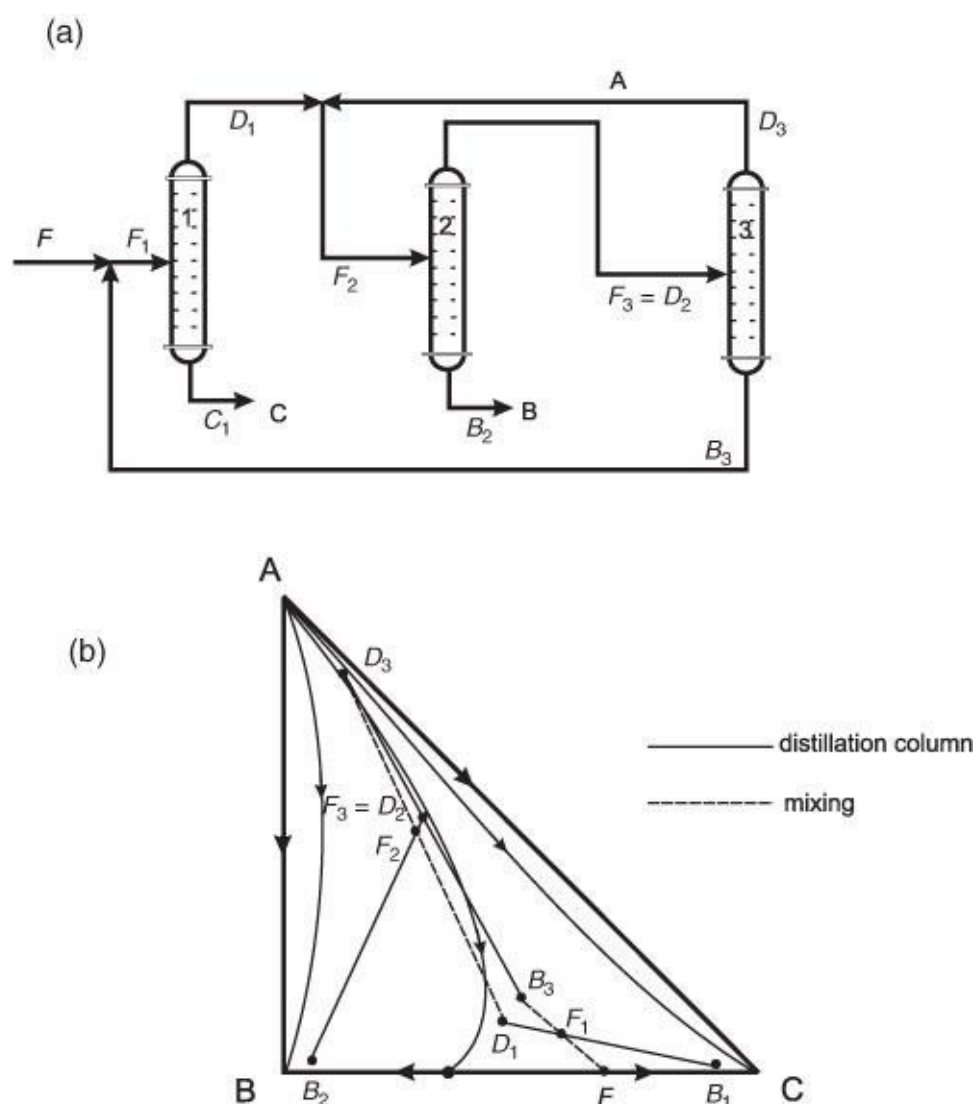 (a)
A
D₁
D₃
1
2
3
F
F₁
F₂
F₃ = D₂
C₁
C
B₂
B
B₃
A
(b)
D₃
distillation column
mixing
F₃ = D₂
F₂
B₃
F₁
D₁
B
B₂
F
B₁
C